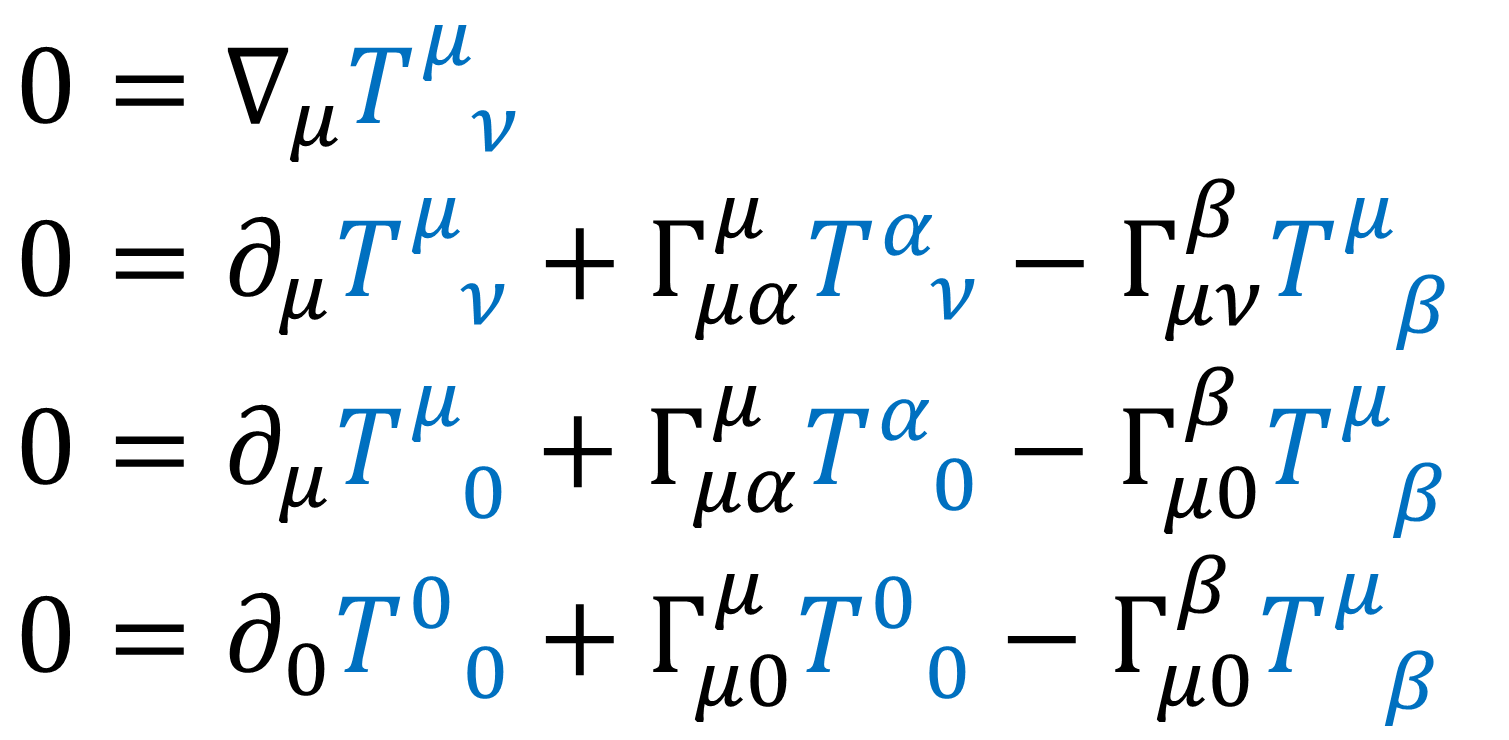 0 = ∇_μ T^μ_ν
0 = ∂_μ T^μ_ν + Γ^μ_{μα} T^α_ν − Γ^β_{μν} T^μ_β
0 = ∂_μ T^μ_0 + Γ^μ_{μα} T^α_0 − Γ^β_{μ0} T^μ_β
0 = ∂_0 T^0_0 + Γ^μ_{μ0} T^0_0 − Γ^β_{μ0} T^μ_β